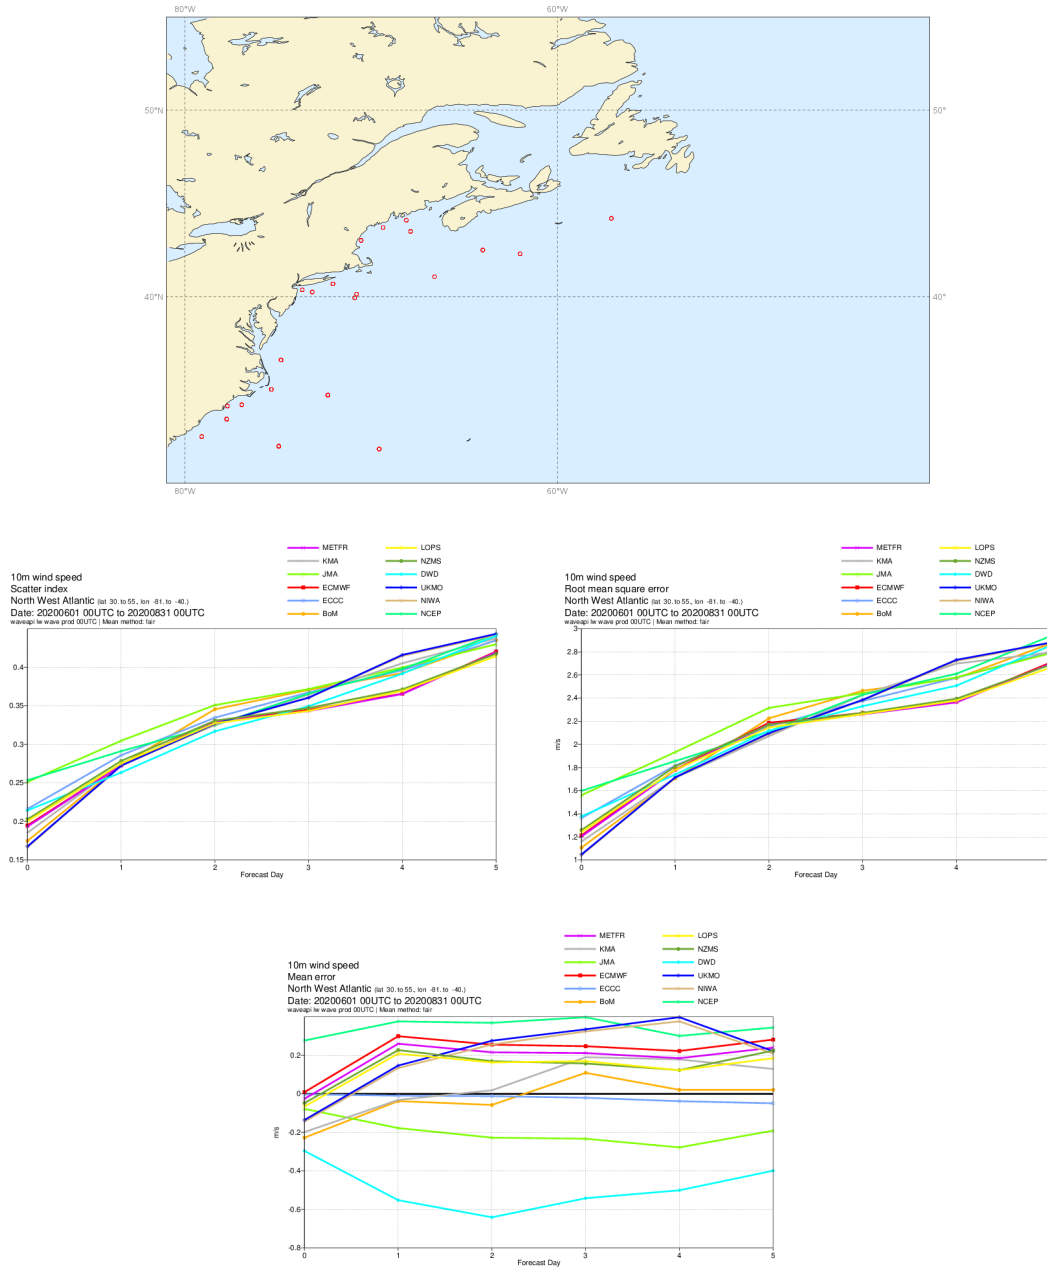 80°W 60°W
50°N 50°
40°N 40°
80°W 60°W
METFR LOPS
KMA NZMS
JMA DWD
ECMWF UKMO
ECCC NIWA
BoM NCEP
10m wind speed
Scatter index
North West Atlantic (lat 30. to 55., lon -81. to -40.)
Date: 20200601 00UTC to 20200831 00UTC
waveapi lw wave prod 00UTC | Mean method: fair
0.4
0.35
0.3
0.25
0.2
0.15
0 1 2 3 4 5
Forecast Day
METFR LOPS
KMA NZMS
JMA DWD
ECMWF UKMO
ECCC NIWA
BoM NCEP
10m wind speed
Root mean square error
North West Atlantic (lat 30. to 55., lon -81. to -40.)
Date: 20200601 00UTC to 20200831 00UTC
waveapi lw wave prod 00UTC | Mean method: fair
3
2.8
2.6
2.4
2.2
2
1.8
1.6
1.4
1.2
1
m/s
0 1 2 3 4
Forecast Day
METFR LOPS
KMA NZMS
JMA DWD
ECMWF UKMO
ECCC NIWA
BoM NCEP
10m wind speed
Mean error
North West Atlantic (lat 30. to 55., lon -81. to -40.)
Date: 20200601 00UTC to 20200831 00UTC
waveapi lw wave prod 00UTC | Mean method: fair
0.2
0
-0.2
-0.4
-0.6
-0.8
m/s
0 1 2 3 4 5
Forecast Day